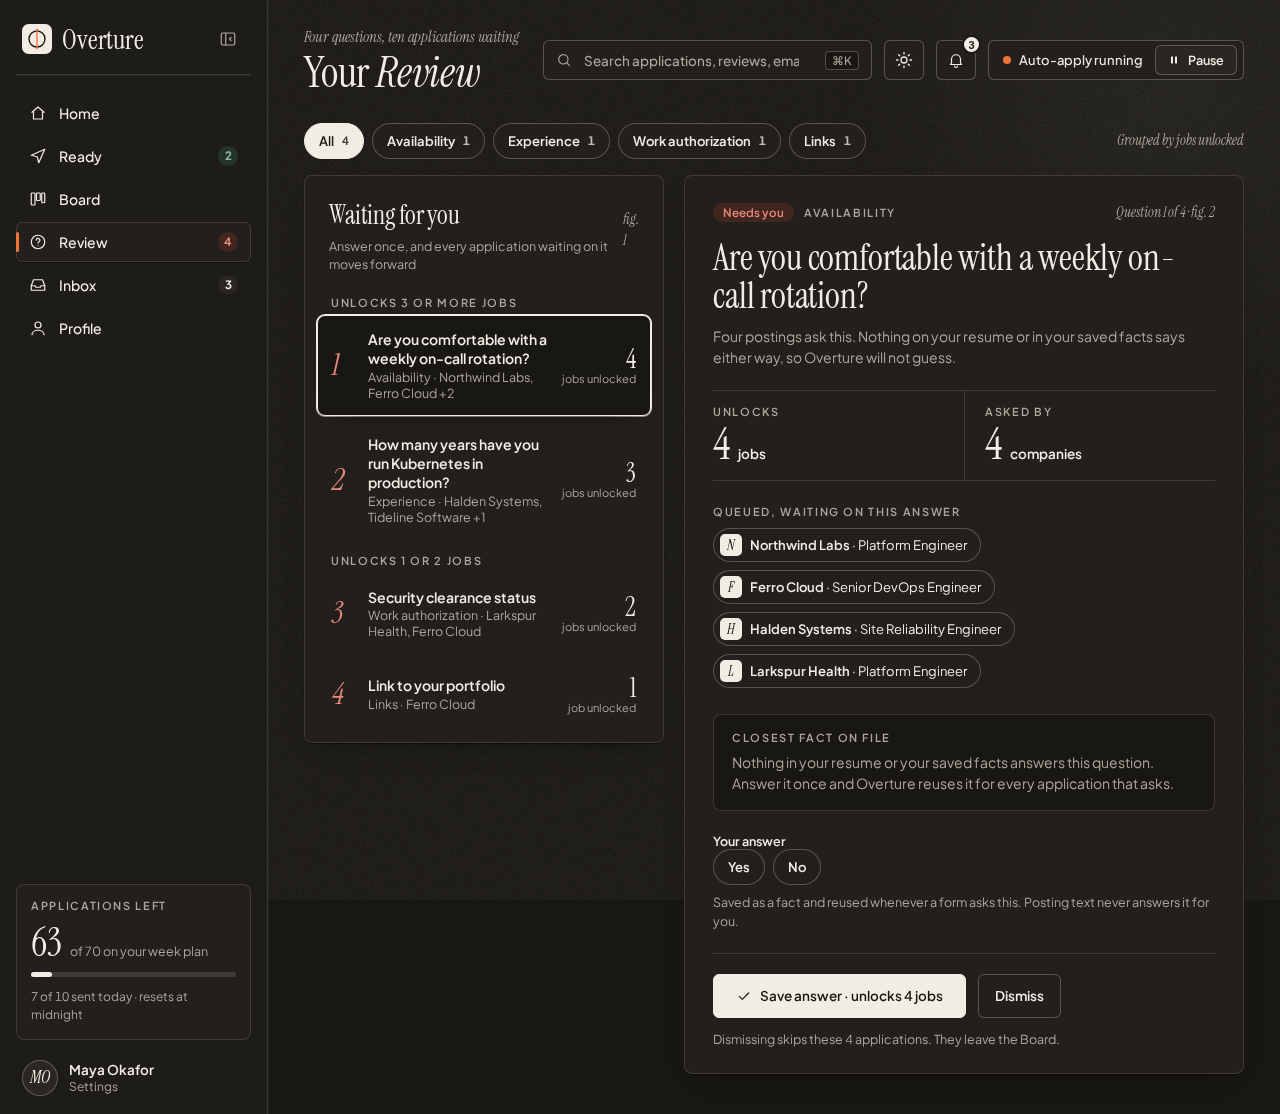 Overture
Home
Ready 2
Board
Review 4
Inbox 3
Profile
APPLICATIONS LEFT
63 of 70 on your week plan
7 of 10 sent today · resets at
midnight
MO
Maya Okafor
Settings
Four questions, ten applications waiting
Your Review
Search applications, reviews, ema
⌘K
3
Auto-apply running
Pause
All 4
Availability 1
Experience 1
Work authorization 1
Links 1
Grouped by jobs unlocked
Waiting for you
fig.
1
Answer once, and every application waiting on it
moves forward
UNLOCKS 3 OR MORE JOBS
1
Are you comfortable with a
weekly on-call rotation?
Availability · Northwind Labs,
Ferro Cloud +2
4
jobs unlocked
2
How many years have you
run Kubernetes in
production?
Experience · Halden Systems,
Tideline Software +1
3
jobs unlocked
UNLOCKS 1 OR 2 JOBS
3
Security clearance status
Work authorization · Larkspur
Health, Ferro Cloud
2
jobs unlocked
4
Link to your portfolio
Links · Ferro Cloud
1
job unlocked
Needs you
AVAILABILITY
Question 1 of 4 · fig. 2
Are you comfortable with a weekly on-
call rotation?
Four postings ask this. Nothing on your resume or in your saved facts says
either way, so Overture will not guess.
UNLOCKS
4 jobs
ASKED BY
4 companies
QUEUED, WAITING ON THIS ANSWER
N Northwind Labs · Platform Engineer
F Ferro Cloud · Senior DevOps Engineer
H Halden Systems · Site Reliability Engineer
L Larkspur Health · Platform Engineer
CLOSEST FACT ON FILE
Nothing in your resume or your saved facts answers this question.
Answer it once and Overture reuses it for every application that asks.
Your answer
Yes
No
Saved as a fact and reused whenever a form asks this. Posting text never answers it for
you.
Save answer · unlocks 4 jobs
Dismiss
Dismissing skips these 4 applications. They leave the Board.